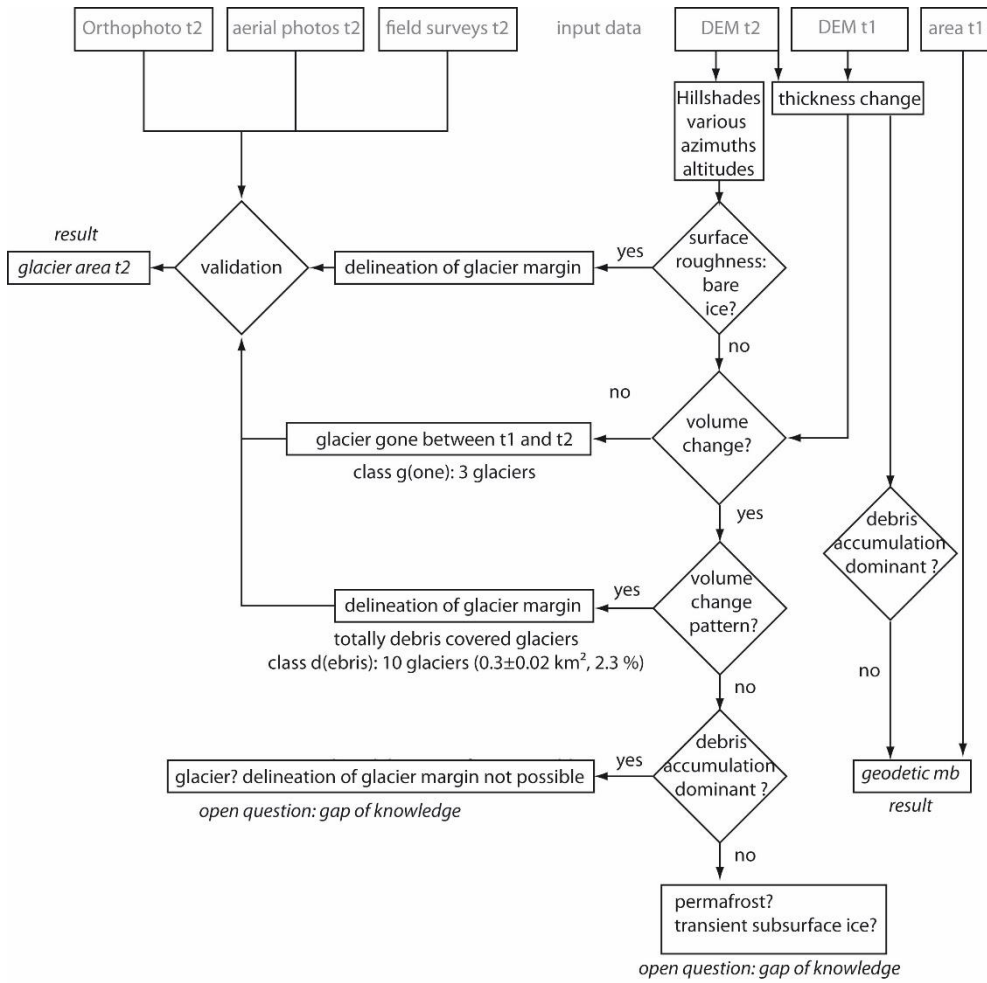 Orthophoto t2
aerial photos t2
field surveys t2
input data
DEM t2
DEM t1
area t1
Hillshades
various
azimuths
altitudes
thickness change
result
glacier area t2
validation
delineation of glacier margin
yes
surface
roughness:
bare
ice?
no
no
volume
change?
glacier gone between t1 and t2
class g(one): 3 glaciers
yes
debris
accumulation
dominant ?
yes
volume
change
pattern?
delineation of glacier margin
totally debris covered glaciers
class d(ebris): 10 glaciers (0.3±0.02 km², 2.3 %)
no
no
yes
debris
accumulation
dominant ?
glacier? delineation of glacier margin not possible
open question: gap of knowledge
geodetic mb
result
no
permafrost?
transient subsurface ice?
open question: gap of knowledge